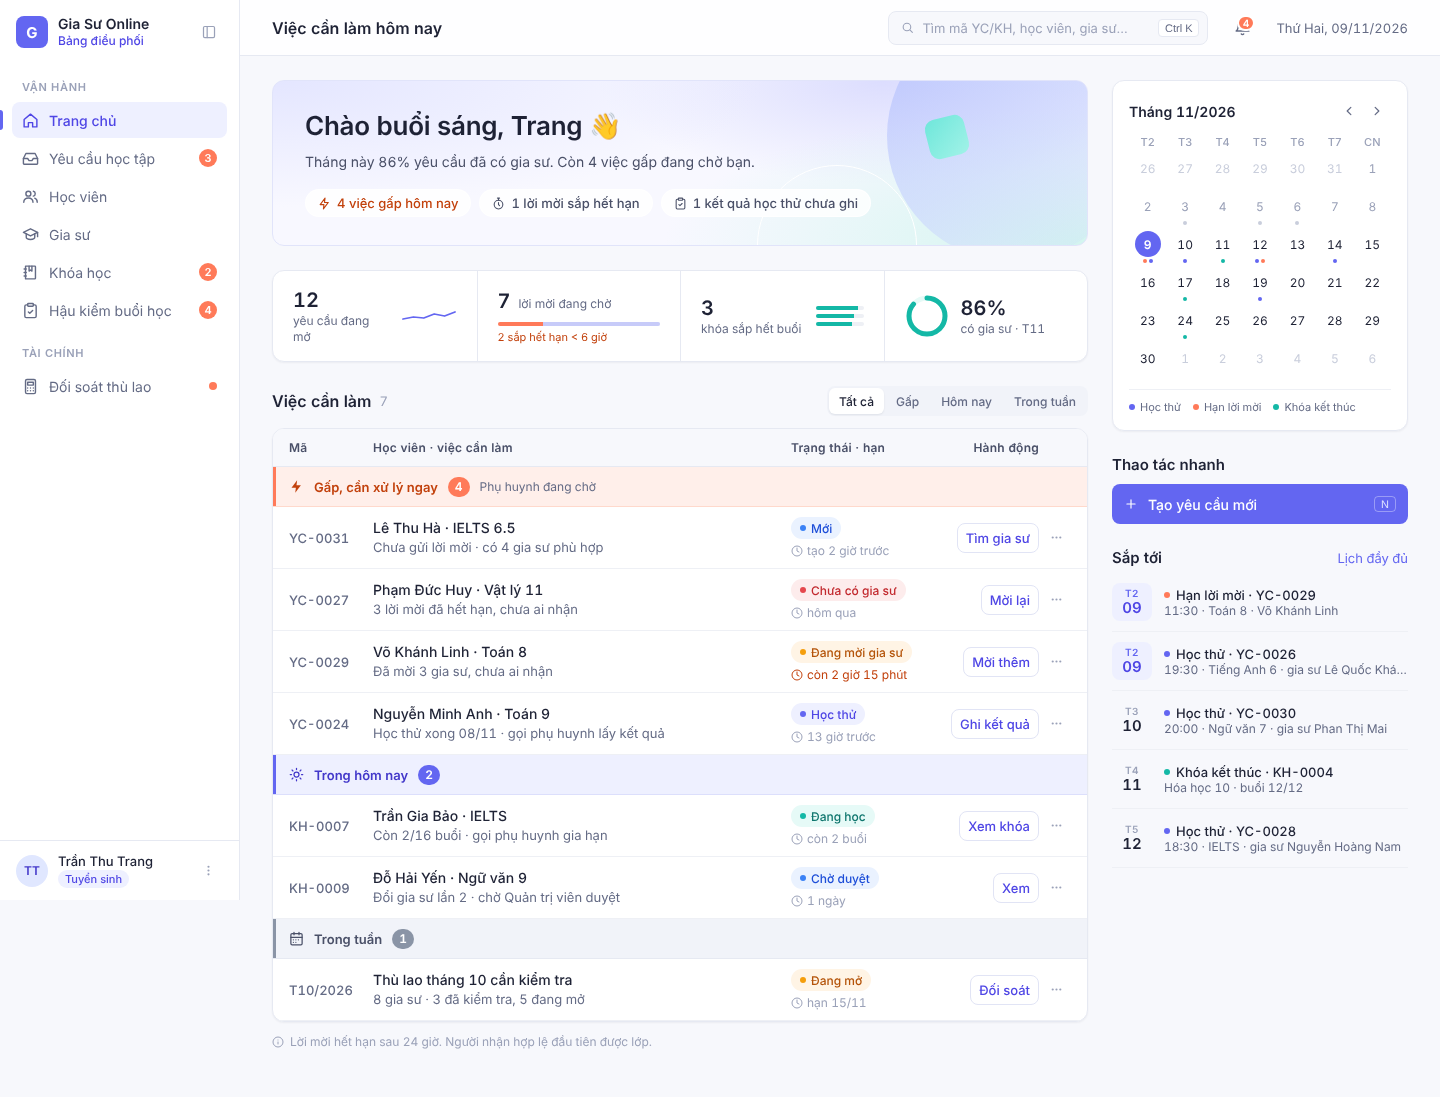 G
Gia Sư Online
Bảng điều phối
VẬN HÀNH
Trang chủ
Yêu cầu học tập 3
Học viên
Gia sư
Khóa học 2
Hậu kiểm buổi học 4
TÀI CHÍNH
Đối soát thù lao
TT
Trần Thu Trang
Tuyển sinh
Việc cần làm hôm nay
Tìm mã YC/KH, học viên, gia sư... Ctrl K
4
Thứ Hai, 09/11/2026
Chào buổi sáng, Trang 👋
Tháng này 86% yêu cầu đã có gia sư. Còn 4 việc gấp đang chờ bạn.
4 việc gấp hôm nay
1 lời mời sắp hết hạn
1 kết quả học thử chưa ghi
12
yêu cầu đang
mở
7 lời mời đang chờ
2 sắp hết hạn < 6 giờ
3
khóa sắp hết buổi
86%
có gia sư · T11
Việc cần làm 7
Tất cả Gấp Hôm nay Trong tuần
Mã Học viên · việc cần làm Trạng thái · hạn Hành động
Gấp, cần xử lý ngay 4 Phụ huynh đang chờ
YC-0031
Lê Thu Hà · IELTS 6.5
Chưa gửi lời mời · có 4 gia sư phù hợp
Mới
tạo 2 giờ trước
Tìm gia sư
YC-0027
Phạm Đức Huy · Vật lý 11
3 lời mời đã hết hạn, chưa ai nhận
Chưa có gia sư
hôm qua
Mời lại
YC-0029
Võ Khánh Linh · Toán 8
Đã mời 3 gia sư, chưa ai nhận
Đang mời gia sư
còn 2 giờ 15 phút
Mời thêm
YC-0024
Nguyễn Minh Anh · Toán 9
Học thử xong 08/11 · gọi phụ huynh lấy kết quả
Học thử
13 giờ trước
Ghi kết quả
Trong hôm nay 2
KH-0007
Trần Gia Bảo · IELTS
Còn 2/16 buổi · gọi phụ huynh gia hạn
Đang học
còn 2 buổi
Xem khóa
KH-0009
Đỗ Hải Yến · Ngữ văn 9
Đổi gia sư lần 2 · chờ Quản trị viên duyệt
Chờ duyệt
1 ngày
Xem
Trong tuần 1
T10/2026
Thù lao tháng 10 cần kiểm tra
8 gia sư · 3 đã kiểm tra, 5 đang mở
Đang mở
hạn 15/11
Đối soát
Lời mời hết hạn sau 24 giờ. Người nhận hợp lệ đầu tiên được lớp.
Tháng 11/2026
T2 T3 T4 T5 T6 T7 CN
26 27 28 29 30 31 1
2 3 4 5 6 7 8
9 10 11 12 13 14 15
16 17 18 19 20 21 22
23 24 25 26 27 28 29
30 1 2 3 4 5 6
Học thử Hạn lời mời Khóa kết thúc
Thao tác nhanh
Tạo yêu cầu mới N
Sắp tới Lịch đầy đủ
T2
09
Hạn lời mời · YC-0029
11:30 · Toán 8 · Võ Khánh Linh
T2
09
Học thử · YC-0026
19:30 · Tiếng Anh 6 · gia sư Lê Quốc Khá...
T3
10
Học thử · YC-0030
20:00 · Ngữ văn 7 · gia sư Phan Thị Mai
T4
11
Khóa kết thúc · KH-0004
Hóa học 10 · buổi 12/12
T5
12
Học thử · YC-0028
18:30 · IELTS · gia sư Nguyễn Hoàng Nam